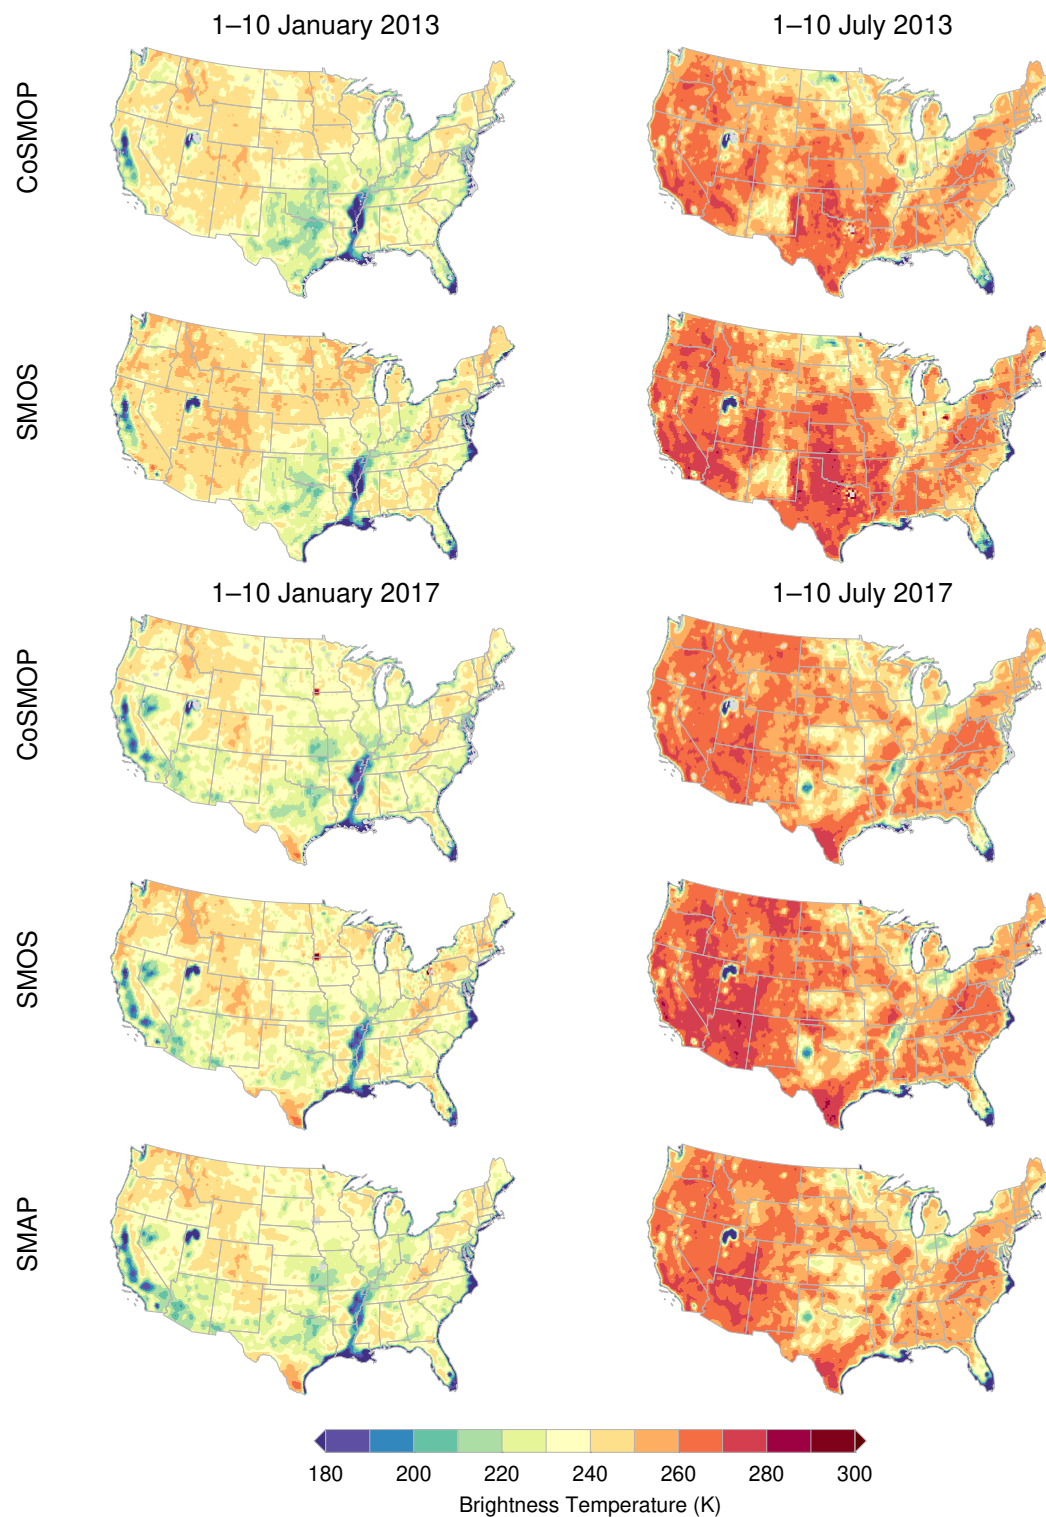 1–10 January 2013
1–10 July 2013
CoSMOP
SMOS
1–10 January 2017
1–10 July 2017
CoSMOP
SMOS
SMAP
180 200 220 240 260 280 300
Brightness Temperature (K)